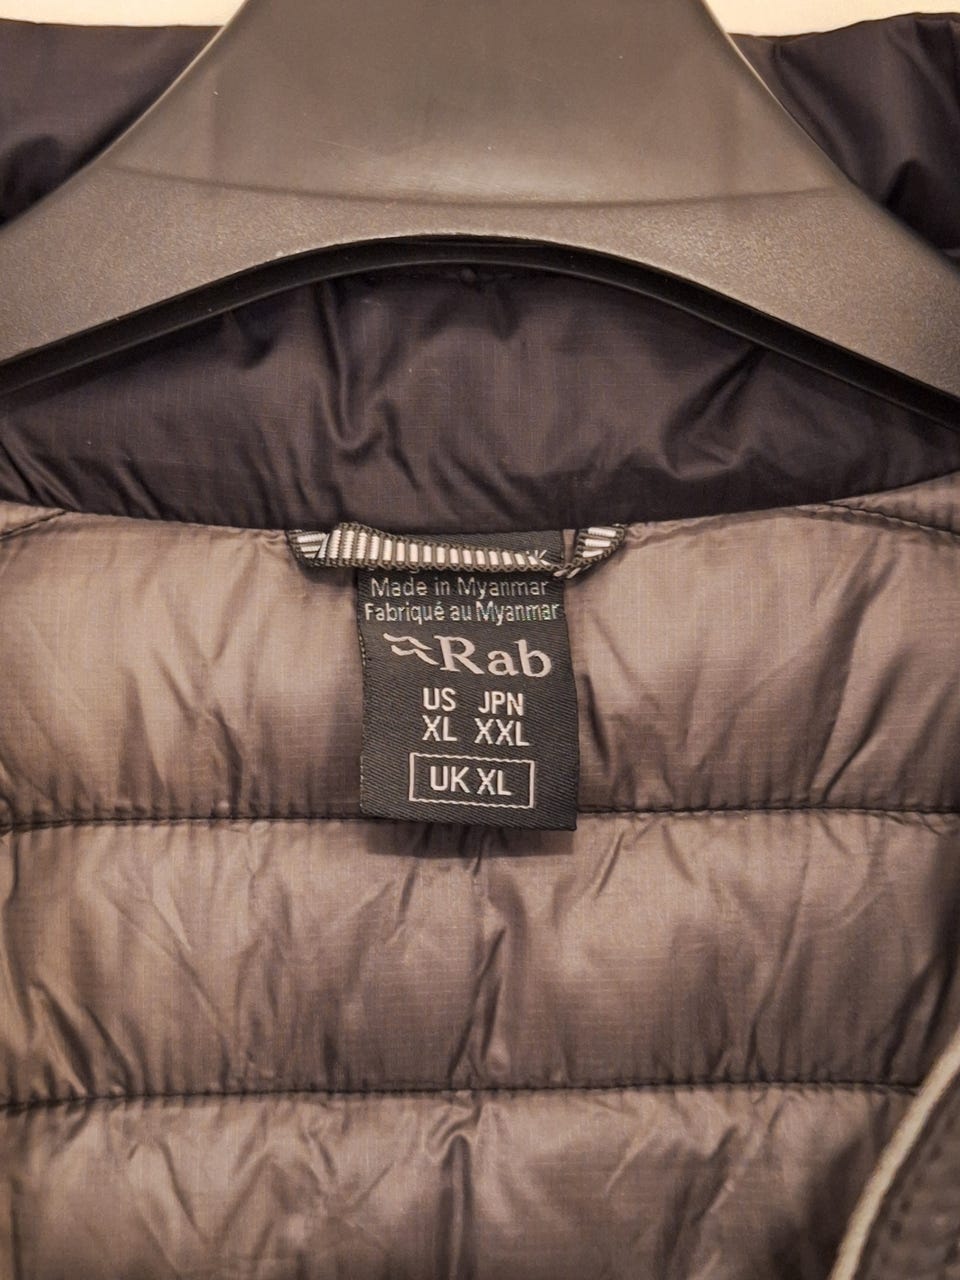 Made in Myanmar
Fabriqué au Myanmar
Rab
US JPN
XL XXL
UK XL